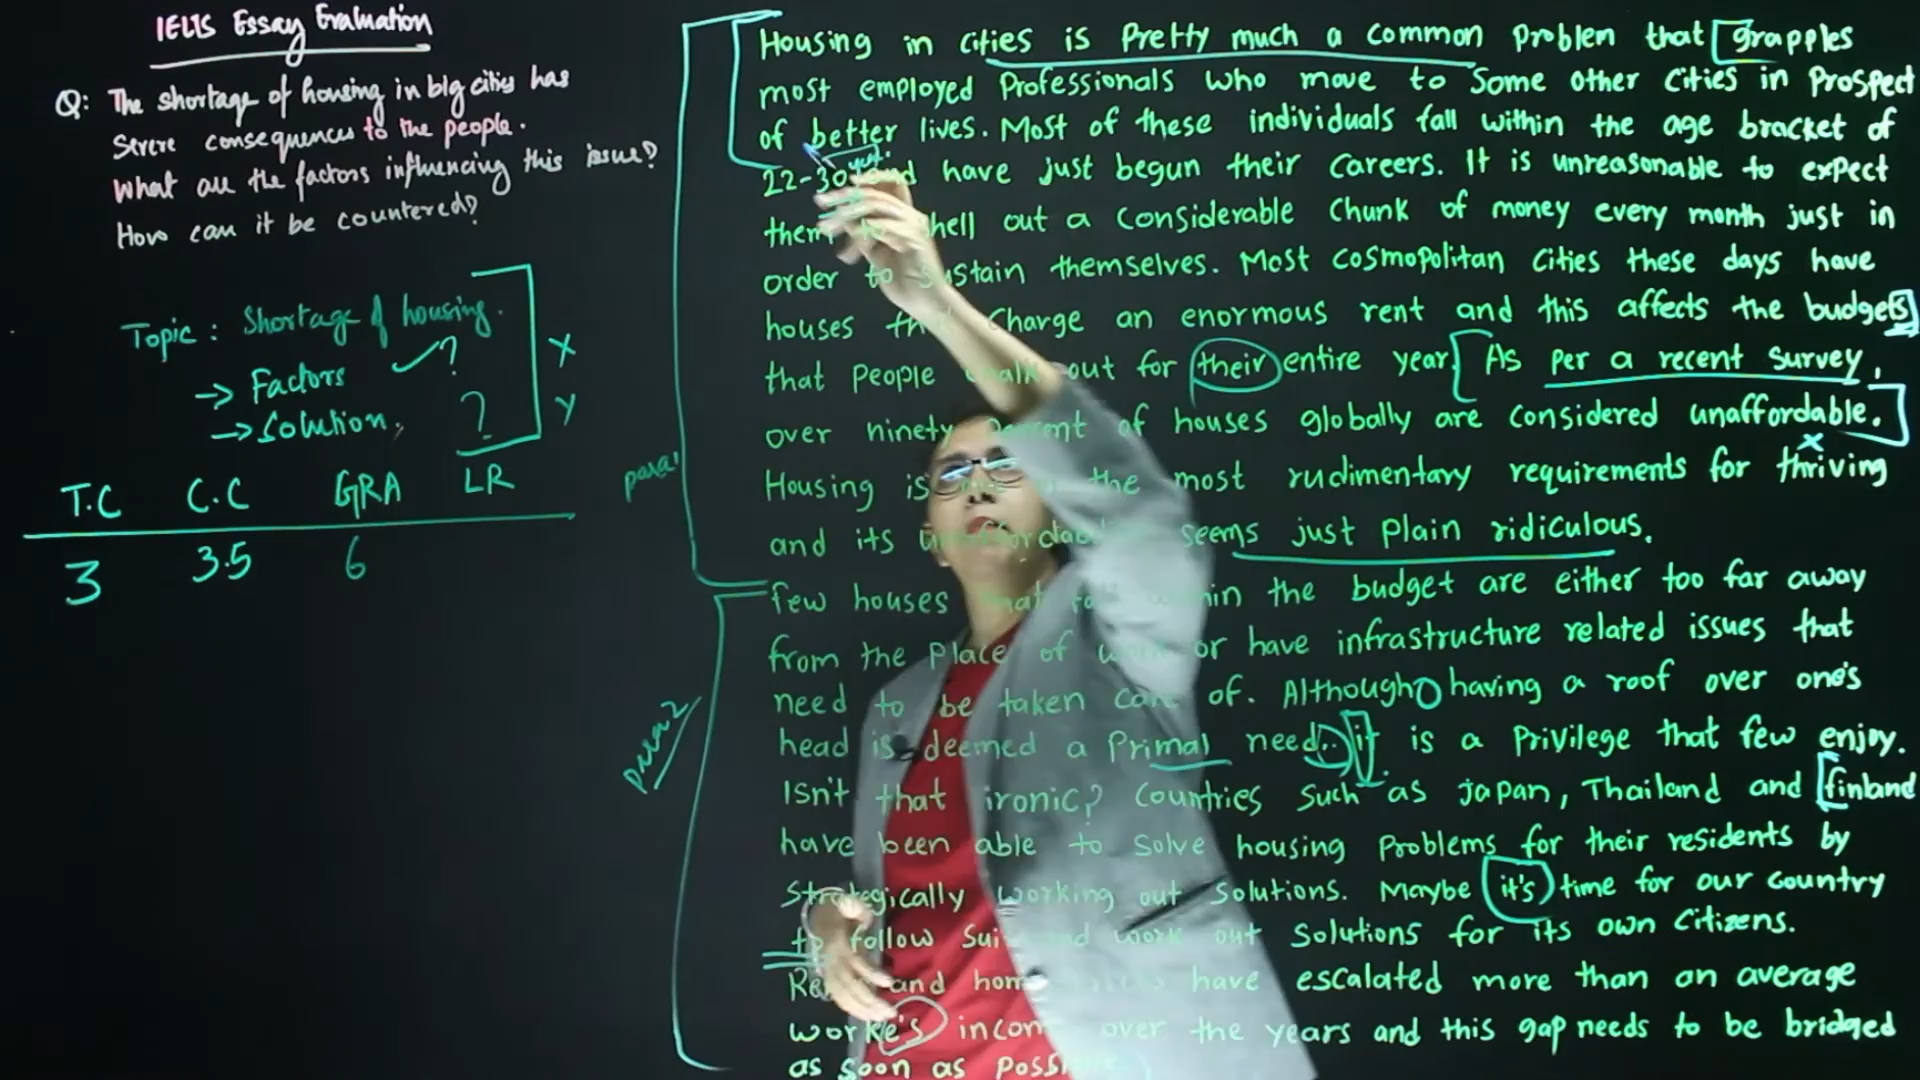 IELTS Essay Evaluation
Q: The shortage of housing in big cities has
severe consequences to the people.
What are the factors influencing this issue?
How can it be countered?
Topic : Shortage of housing.
→ Factors ✓ ?
→ Solution. ?
X
Y
T.C C.C GRA LR
3 3.5 6
para1
para2
Housing in cities is Pretty much a common Problem that grapples
most employed Professionals who move to some other cities in Prospect
of better lives. Most of these individuals fall within the age bracket of
22-30 have just begun their careers. It is unreasonable to expect
them out a considerable chunk of money every month just in
order to sustain themselves. Most cosmopolitan cities these days have
houses charge an enormous rent and this affects the budgets
that people out for their entire year. As per a recent survey,
over ninety of houses globally are considered unaffordable.
Housing is the most rudimentary requirements for thriving
and its seems just plain ridiculous.
few houses the budget are either too far away
from the place of or have infrastructure related issues that
need to be taken care of. Although having a roof over one's
head is deemed a primal need.. it is a privilege that few enjoy.
Isn't that ironic? Countries such as Japan, Thailand and finland
have been able to solve housing problems for their residents by
strategically working out solutions. Maybe it's time for our country
to follow work out solutions for its own citizens.
and have escalated more than an average
worke's over the years and this gap needs to be bridged
as soon as